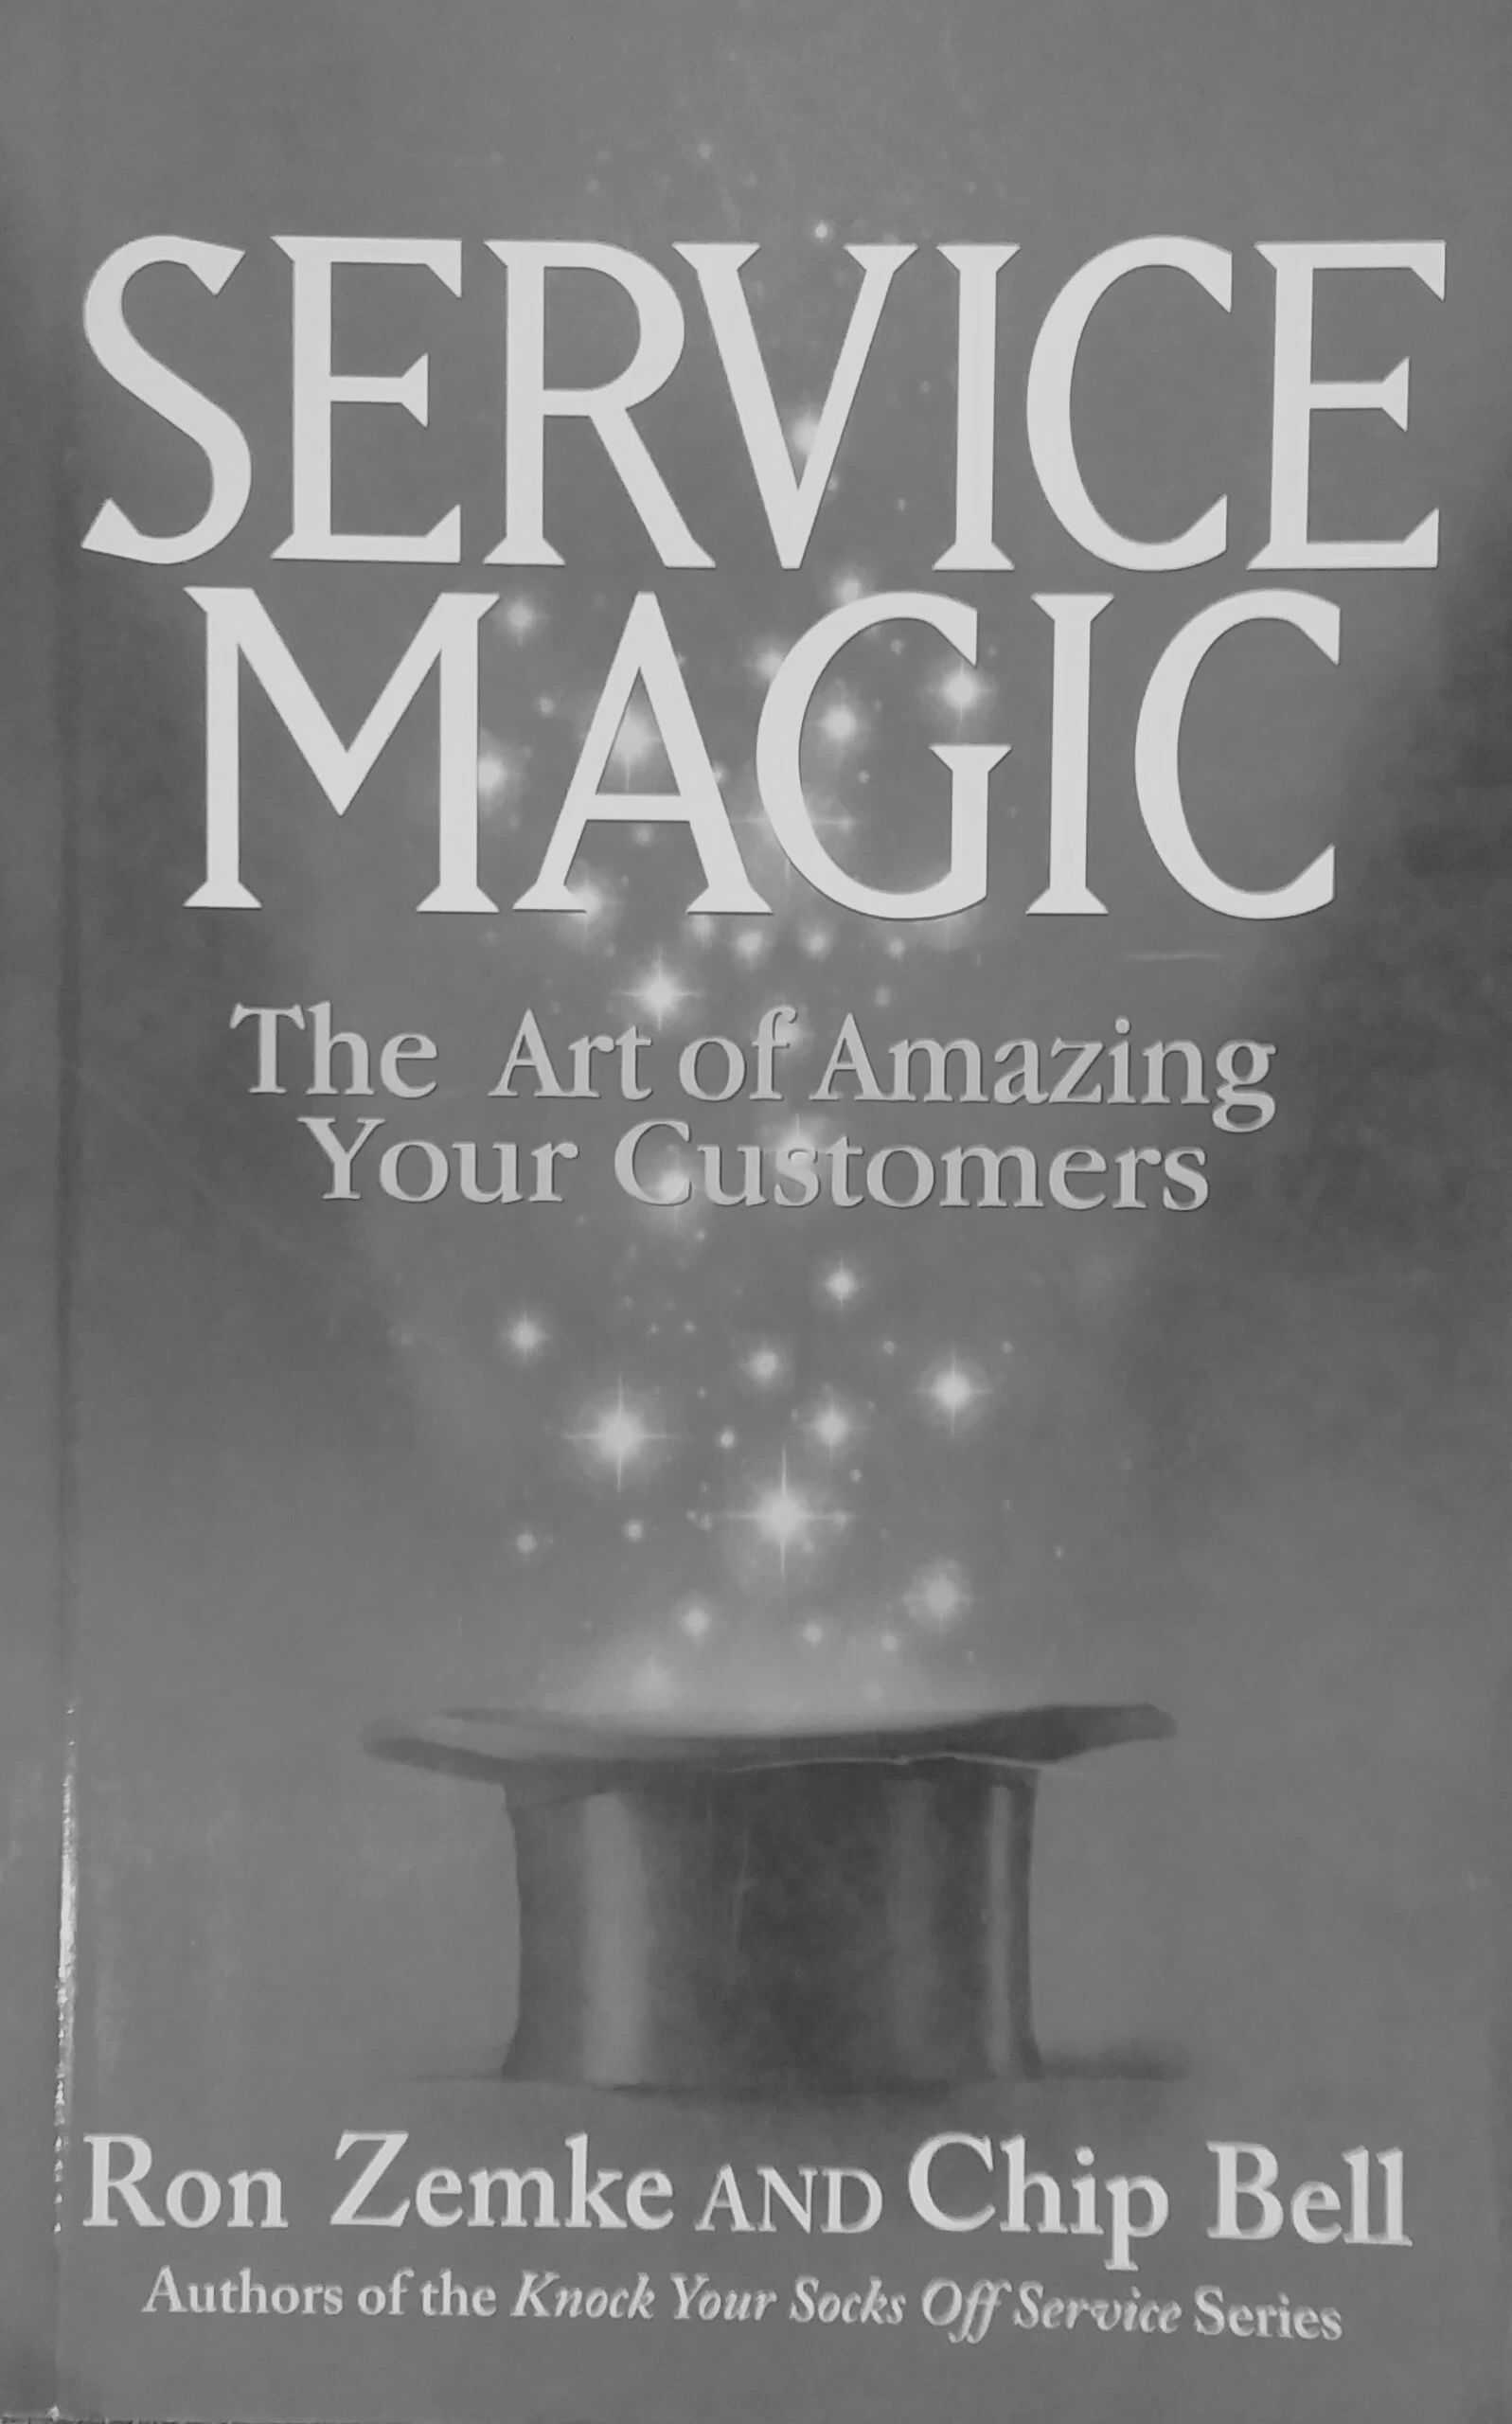 SERVICE
MAGIC
The Art of Amazing
Your Customers
Ron Zemke AND Chip Bell
Authors of the Knock Your Socks Off Service Series